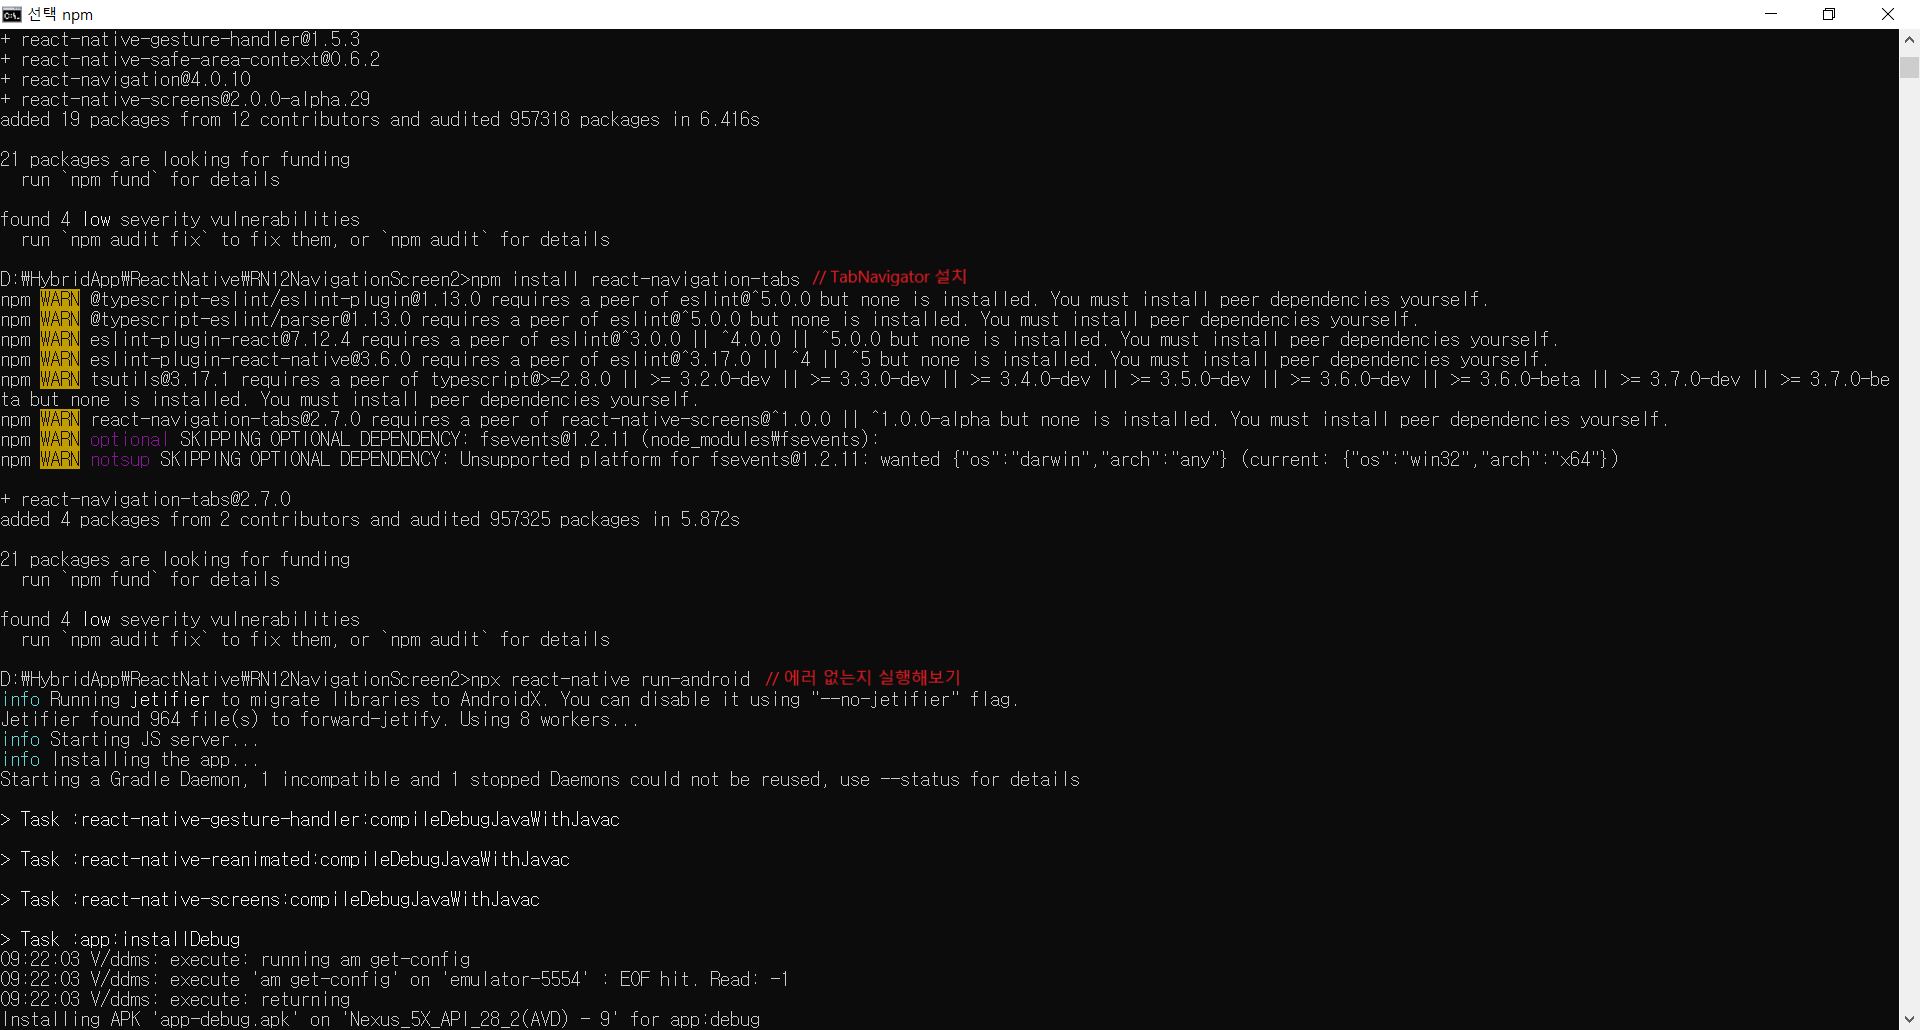 선택 npm
+ react-native-gesture-handler@1.5.3
+ react-native-safe-area-context@0.6.2
+ react-navigation@4.0.10
+ react-native-screens@2.0.0-alpha.29
added 19 packages from 12 contributors and audited 957318 packages in 6.416s
21 packages are looking for funding
run `npm fund` for details
found 4 low severity vulnerabilities
run `npm audit fix` to fix them, or `npm audit` for details
D:₩HybridApp₩ReactNative₩RN12NavigationScreen2>npm install react-navigation-tabs // TabNavigator 설치
npm WARN @typescript-eslint/eslint-plugin@1.13.0 requires a peer of eslint@^5.0.0 but none is installed. You must install peer dependencies yourself.
npm WARN @typescript-eslint/parser@1.13.0 requires a peer of eslint@^5.0.0 but none is installed. You must install peer dependencies yourself.
npm WARN eslint-plugin-react@7.12.4 requires a peer of eslint@^3.0.0 || ^4.0.0 || ^5.0.0 but none is installed. You must install peer dependencies yourself.
npm WARN eslint-plugin-react-native@3.6.0 requires a peer of eslint@^3.17.0 || ^4 || ^5 but none is installed. You must install peer dependencies yourself.
npm WARN tsutils@3.17.1 requires a peer of typescript@>=2.8.0 || >= 3.2.0-dev || >= 3.3.0-dev || >= 3.4.0-dev || >= 3.5.0-dev || >= 3.6.0-dev || >= 3.6.0-beta || >= 3.7.0-dev || >= 3.7.0-be
ta but none is installed. You must install peer dependencies yourself.
npm WARN react-navigation-tabs@2.7.0 requires a peer of react-native-screens@^1.0.0 || ^1.0.0-alpha but none is installed. You must install peer dependencies yourself.
npm WARN optional SKIPPING OPTIONAL DEPENDENCY: fsevents@1.2.11 (node_modules₩fsevents):
npm WARN notsup SKIPPING OPTIONAL DEPENDENCY: Unsupported platform for fsevents@1.2.11: wanted {"os":"darwin","arch":"any"} (current: {"os":"win32","arch":"x64"})
+ react-navigation-tabs@2.7.0
added 4 packages from 2 contributors and audited 957325 packages in 5.872s
21 packages are looking for funding
run `npm fund` for details
found 4 low severity vulnerabilities
run `npm audit fix` to fix them, or `npm audit` for details
D:₩HybridApp₩ReactNative₩RN12NavigationScreen2>npx react-native run-android // 에러 없는지 실행해보기
info Running jetifier to migrate libraries to AndroidX. You can disable it using "--no-jetifier" flag.
Jetifier found 964 file(s) to forward-jetify. Using 8 workers...
info Starting JS server...
info Installing the app...
Starting a Gradle Daemon, 1 incompatible and 1 stopped Daemons could not be reused, use --status for details
> Task :react-native-gesture-handler:compileDebugJavaWithJavac
> Task :react-native-reanimated:compileDebugJavaWithJavac
> Task :react-native-screens:compileDebugJavaWithJavac
> Task :app:installDebug
09:22:03 V/ddms: execute: running am get-config
09:22:03 V/ddms: execute 'am get-config' on 'emulator-5554' : EOF hit. Read: -1
09:22:03 V/ddms: execute: returning
Installing APK 'app-debug.apk' on 'Nexus_5X_API_28_2(AVD) - 9' for app:debug